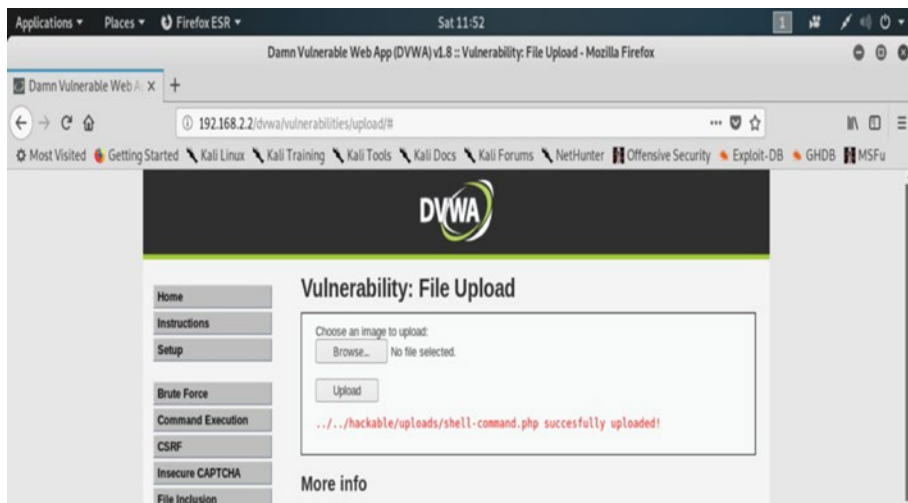 Applications Places Firefox ESR Sat 11:52 1
Damn Vulnerable Web App (DVWA) v1.8 :: Vulnerability: File Upload - Mozilla Firefox
Damn Vulnerable Web A
192.168.2.2/dvwa/vulnerabilities/upload/#
Most Visited Getting Started Kali Linux Kali Training Kali Tools Kali Docs Kali Forums NetHunter Offensive Security Exploit-DB GHDB MSFu
DVWA
Home
Instructions
Setup
Brute Force
Command Execution
CSRF
Insecure CAPTCHA
File Inclusion
Vulnerability: File Upload
Choose an image to upload:
Browse... No file selected.
Upload
../../hackable/uploads/shell-command.php succesfully uploaded!
More info